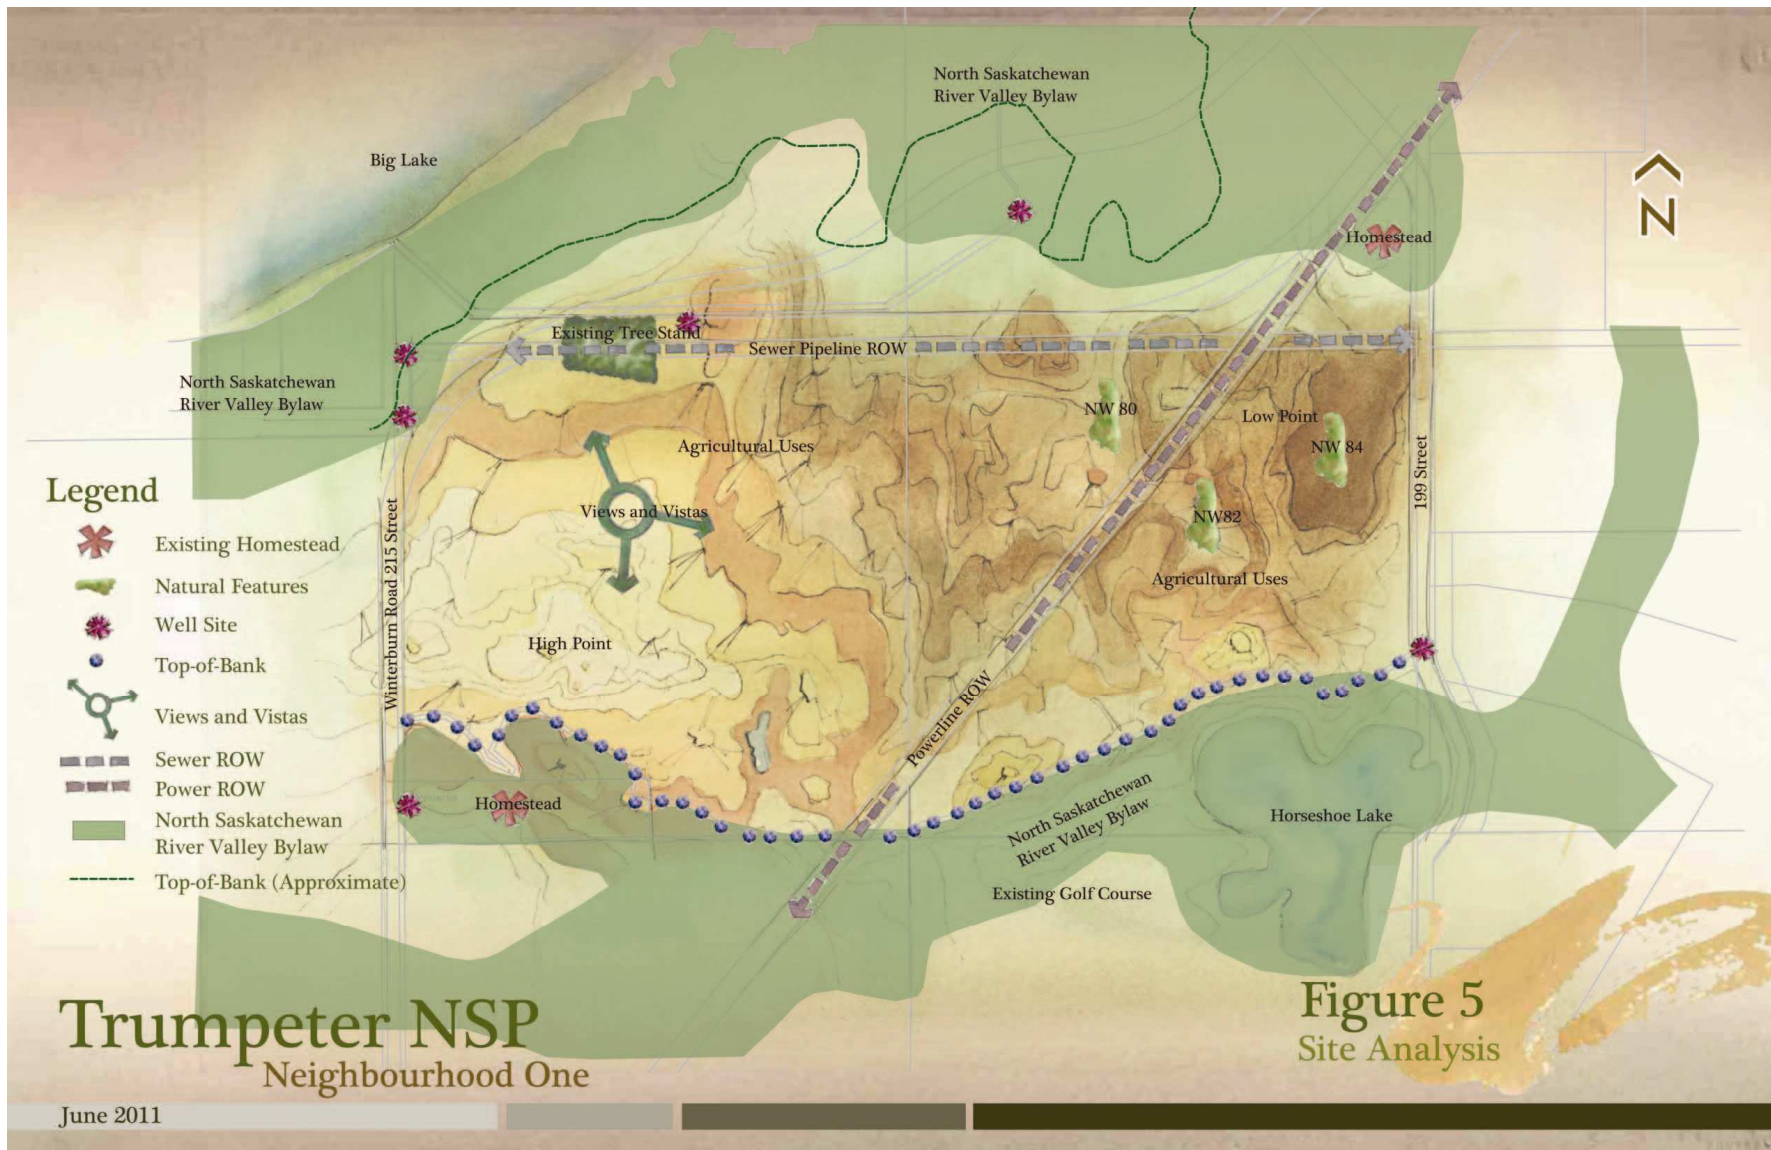 North Saskatchewan
River Valley Bylaw
Big Lake
N
Homestead
Existing Tree Stand
Sewer Pipeline ROW
North Saskatchewan
River Valley Bylaw
NW 80
Low Point
NW 84
Agricultural Uses
199 Street
Views and Vistas
NW82
Winterburn Road 215 Street
Agricultural Uses
High Point
Powerline ROW
Homestead
North Saskatchewan
River Valley Bylaw
Horseshoe Lake
Existing Golf Course
Legend
Existing Homestead
Natural Features
Well Site
Top-of-Bank
Views and Vistas
Sewer ROW
Power ROW
North Saskatchewan
River Valley Bylaw
Top-of-Bank (Approximate)
Trumpeter NSP
Neighbourhood One
Figure 5
Site Analysis
June 2011